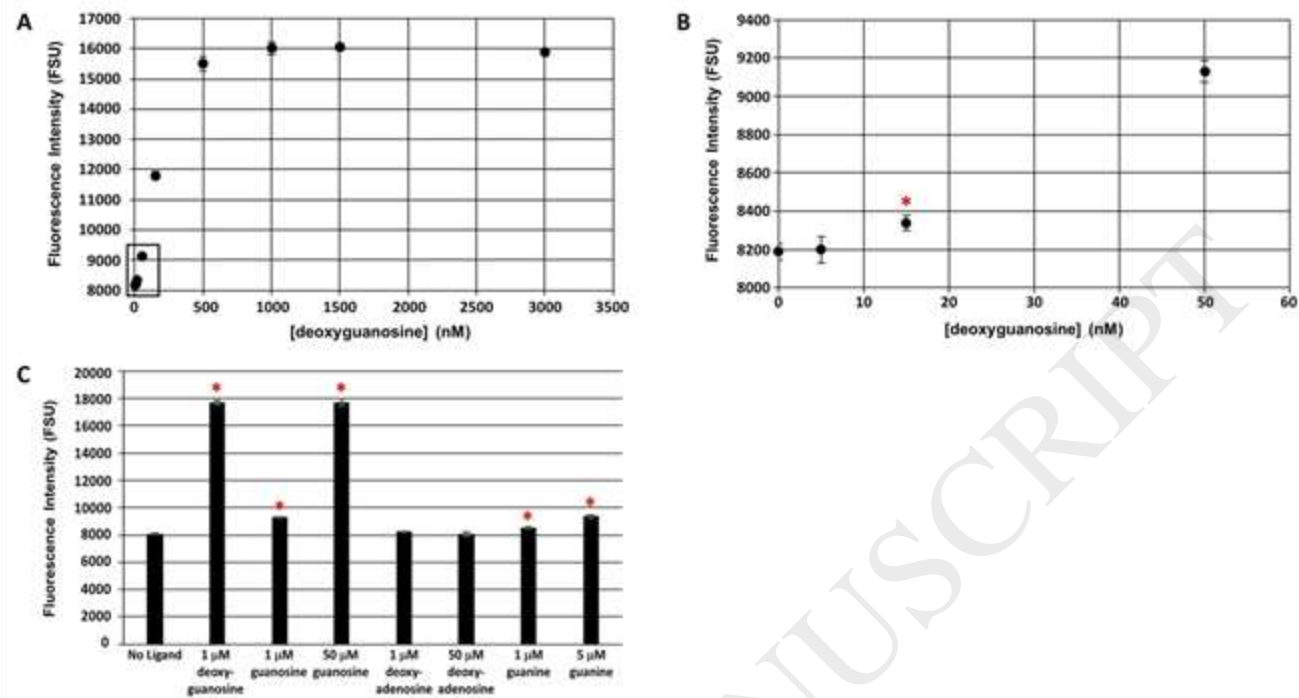 A
Fluorescence Intensity (FSU)
17000
16000
15000
14000
13000
12000
11000
10000
9000
8000
0 500 1000 1500 2000 2500 3000 3500
[deoxyguanosine] (nM)
B
Fluorescence Intensity (FSU)
9400
9200
9000
8800
8600
*
8400
8200
8000
0 10 20 30 40 50 60
[deoxyguanosine] (nM)
C
Fluorescence Intensity (FSU)
20000
* *
18000
16000
14000
12000
* * *
10000
8000
6000
4000
2000
0
No Ligand 1 μM 1 μM 50 μM 1 μM 50 μM 1 μM 5 μM
deoxy- guanosine guanosine deoxy- deoxy- guanine guanine
guanosine adenosine adenosine
NUSCRIPT